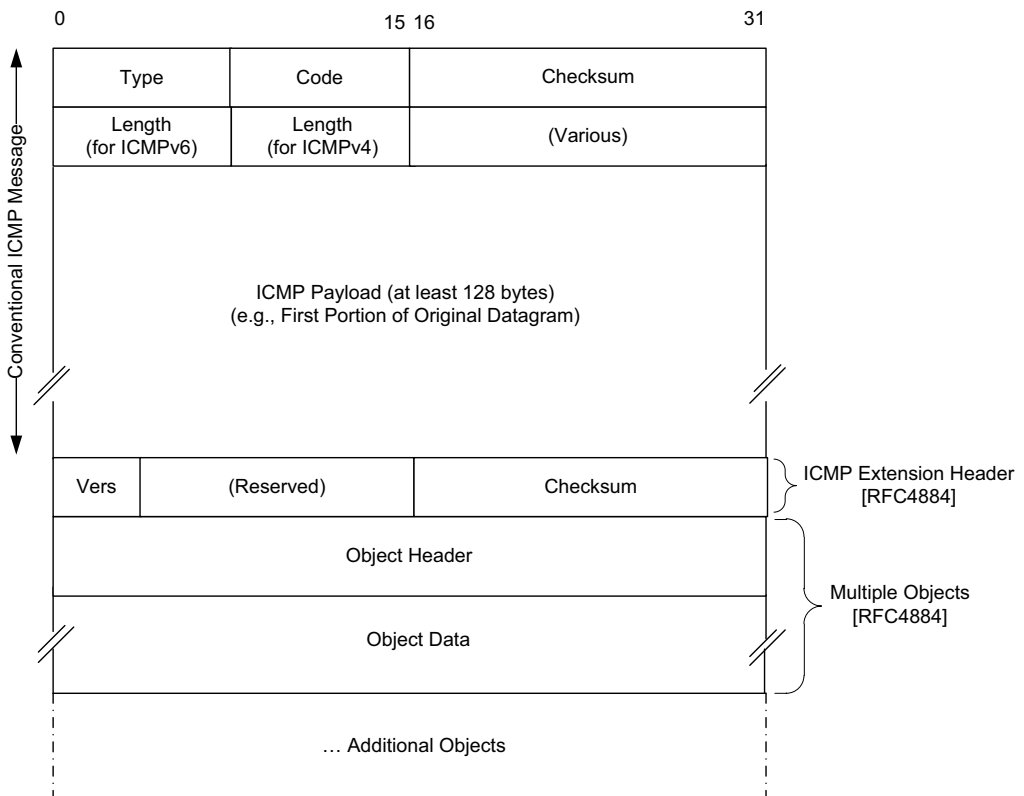 0 15 16 31
Conventional ICMP Message
Type Code Checksum
Length Length (Various)
(for ICMPv6) (for ICMPv4)
ICMP Payload (at least 128 bytes)
(e.g., First Portion of Original Datagram)
Vers (Reserved) Checksum
ICMP Extension Header
[RFC4884]
Object Header
Object Data
Multiple Objects
[RFC4884]
… Additional Objects